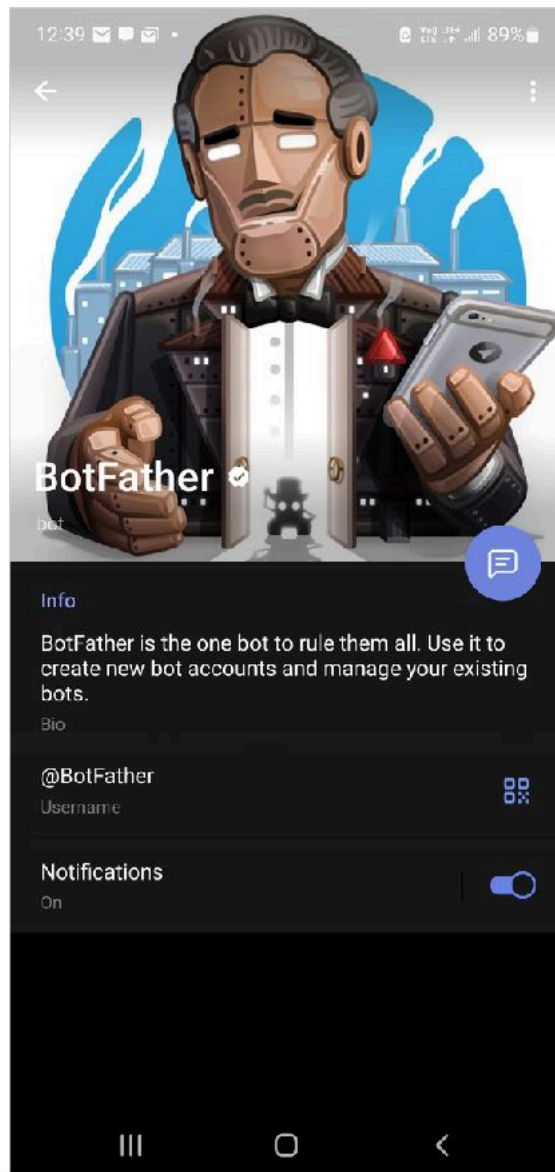 12:39
89%
BotFather
bot
Info
BotFather is the one bot to rule them all. Use it to
create new bot accounts and manage your existing
bots.
Bio
@BotFather
Username
Notifications
On